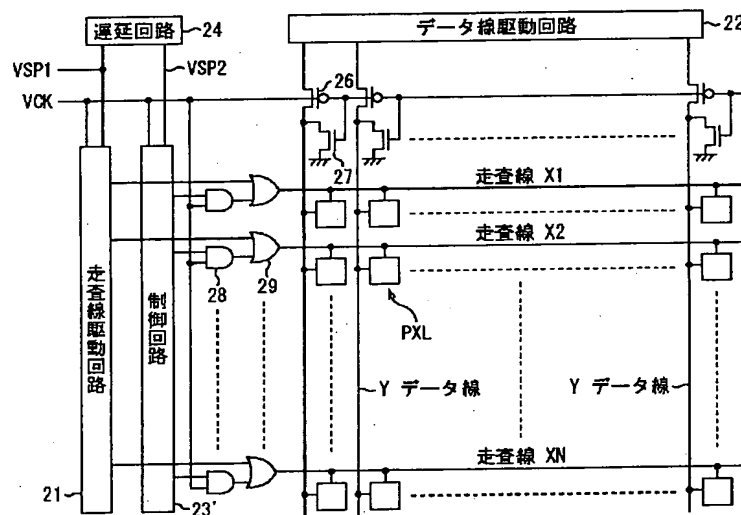 遅延回路 24
データ線駆動回路 22
VSP1
VSP2
VCK
26
27
走査線 X1
走査線 X2
28
29
PXL
走査線駆動回路
制御回路
Y データ線
Y データ線
走査線 XN
21
23'